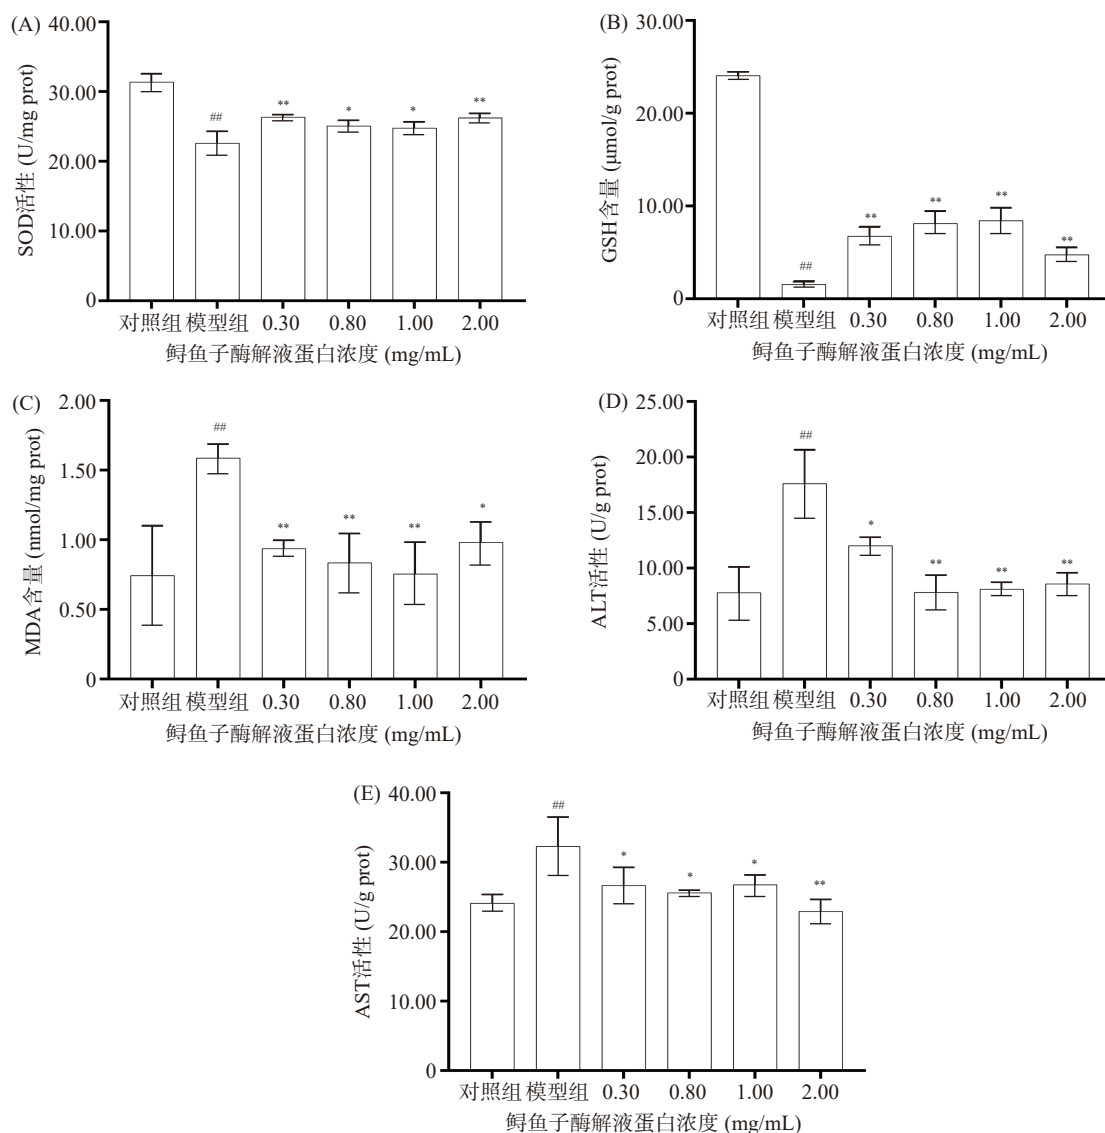 (A)
SOD活性 (U/mg prot)
40.00
30.00
20.00
10.00
0
##
**
*
*
**
对照组 模型组 0.30 0.80 1.00 2.00
鲟鱼子酶解液蛋白浓度 (mg/mL)
(B)
GSH含量 (μmol/g prot)
30.00
20.00
10.00
0
##
**
**
**
**
对照组 模型组 0.30 0.80 1.00 2.00
鲟鱼子酶解液蛋白浓度 (mg/mL)
(C)
MDA含量 (nmol/mg prot)
2.00
1.50
1.00
0.50
0
##
**
**
**
*
对照组 模型组 0.30 0.80 1.00 2.00
鲟鱼子酶解液蛋白浓度 (mg/mL)
(D)
ALT活性 (U/g prot)
25.00
20.00
15.00
10.00
5.00
0
##
*
**
**
**
对照组 模型组 0.30 0.80 1.00 2.00
鲟鱼子酶解液蛋白浓度 (mg/mL)
(E)
AST活性 (U/g prot)
40.00
30.00
20.00
10.00
0
##
*
*
*
**
对照组 模型组 0.30 0.80 1.00 2.00
鲟鱼子酶解液蛋白浓度 (mg/mL)